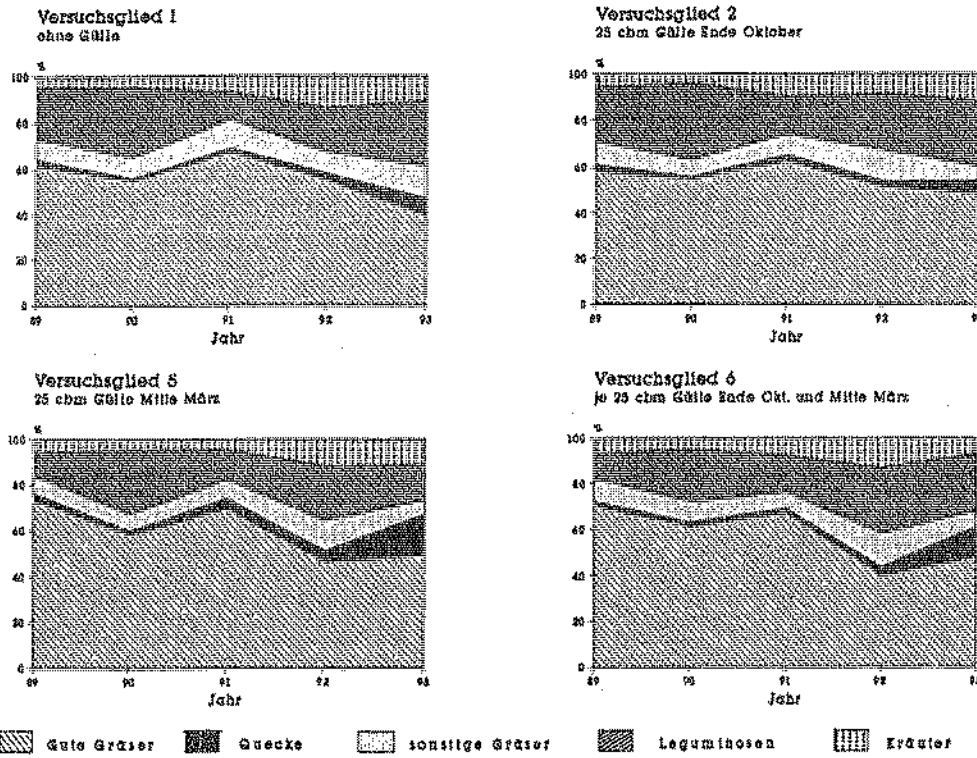 Versuchsglied 1
ohne Gülle
%
100
80
60
40
20
0
89 90 91 92 93
Jahr
Versuchsglied 2
25 cbm Gülle Ende Oktober
%
100
80
60
40
20
0
89 90 91 92
Jahr
Versuchsglied 5
25 cbm Gülle Mitte März
%
100
80
60
40
20
0
89 90 91 92 93
Jahr
Versuchsglied 6
je 25 cbm Gülle Ende Okt. und Mitte März
%
100
80
60
40
20
0
89 90 91 92
Jahr
Gute Gräser Quecke sonstige Gräser Leguminosen Kräuter